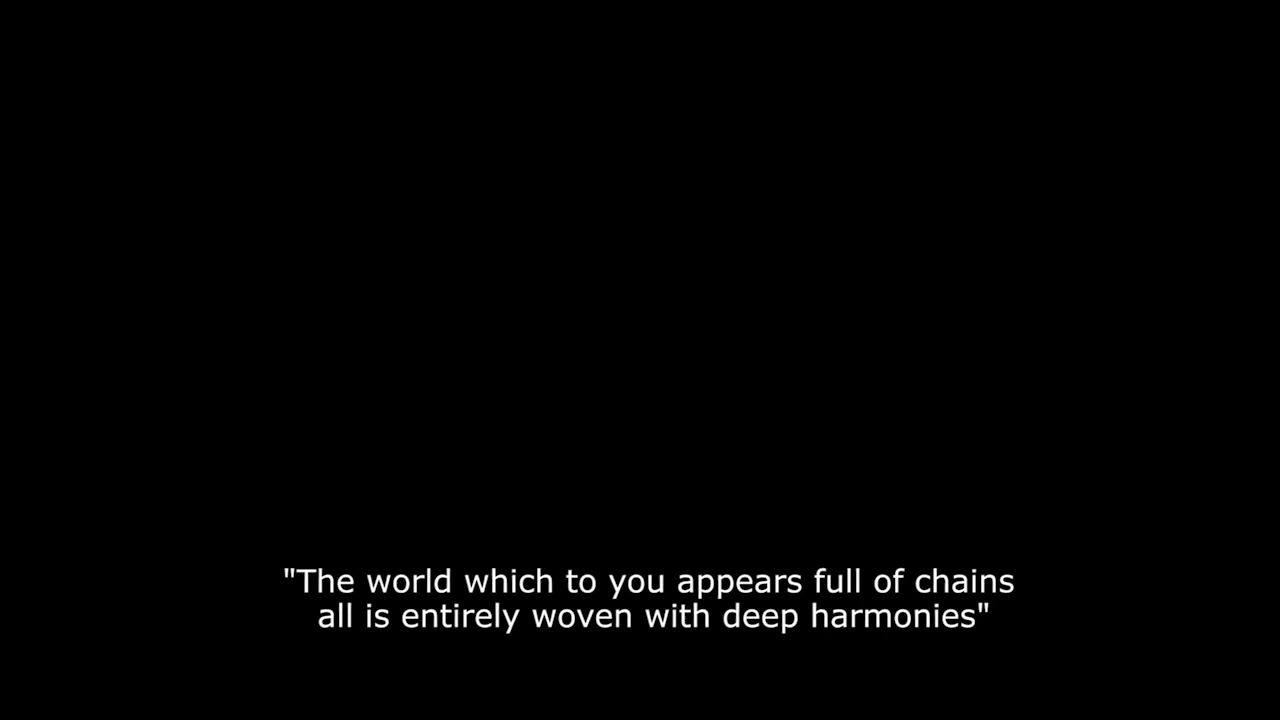 "The world which to you appears full of chains
all is entirely woven with deep harmonies"